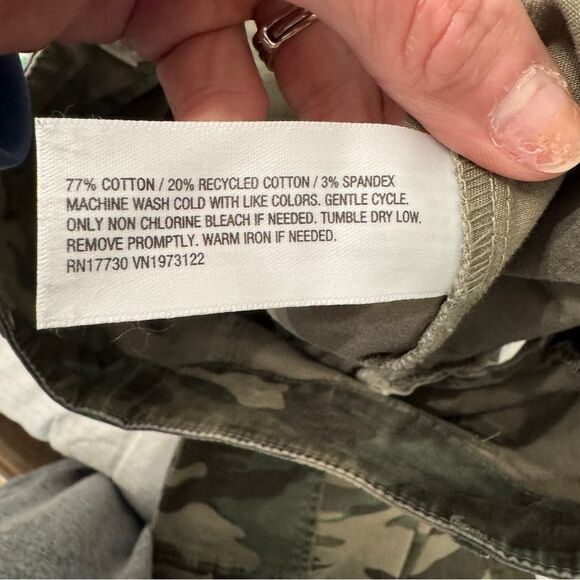 77% COTTON / 20% RECYCLED COTTON / 3% SPANDEX
MACHINE WASH COLD WITH LIKE COLORS. GENTLE CYCLE.
ONLY NON CHLORINE BLEACH IF NEEDED. TUMBLE DRY LOW.
REMOVE PROMPTLY. WARM IRON IF NEEDED.
RN17730 VN1973122